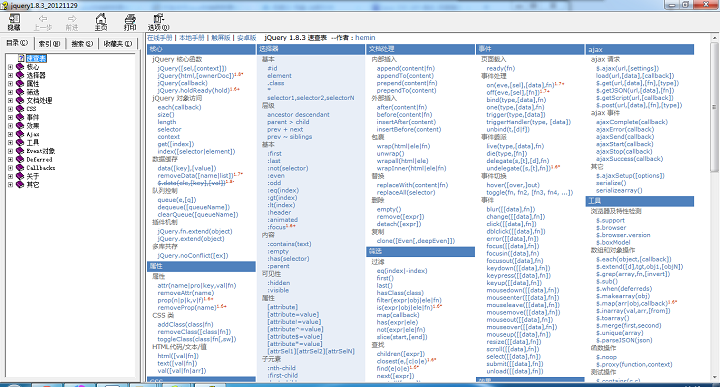 jquery1.8.3_20121129
隐藏
上一步
前进
主页
打印
选项(O)
目录(C)
索引(N)
搜索(S)
收藏夹(I)
速查表
核心
选择器
属性
筛选
文档处理
CSS
事件
效果
Ajax
工具
Event对象
Deferred
Callbacks
关于
其它
在线手册 | 本地手册 | 触屏版 | 安卓版 jQuery 1.8.3 速查表 --作者：hemin
核心
jQuery 核心函数
jQuery([sel,[context]])
jQuery(html,[ownerDoc])1.8*
jQuery(callback)
jQuery.holdReady(hold)1.6+
jQuery 对象访问
each(callback)
size()
length
selector
context
get([index])
index([selector|element])
数据缓存
data([key],[value])
removeData([name|list])1.7*
$.data(ele,[key],[val])1.8-
队列控制
queue(e,[q])
dequeue([queueName])
clearQueue([queueName])
插件机制
jQuery.fn.extend(object)
jQuery.extend(object)
多库共存
jQuery.noConflict([ex])
属性
属性
attr(name|pro|key,val|fn)
removeAttr(name)
prop(n|p|k,v|f)1.6+
removeProp(name)1.6+
CSS 类
addClass(class|fn)
removeClass([class|fn])
toggleClass(class|fn[,sw])
HTML代码/文本/值
html([val|fn])
text([val|fn])
val([val|fn|arr])
CSS
选择器
基本
#id
element
.class
*
selector1,selector2,selectorN
层级
ancestor descendant
parent > child
prev + next
prev ~ siblings
基本
:first
:last
:not(selector)
:even
:odd
:eq(index)
:gt(index)
:lt(index)
:header
:animated
:focus1.6+
内容
:contains(text)
:empty
:has(selector)
:parent
可见性
:hidden
:visible
属性
[attribute]
[attribute=value]
[attribute!=value]
[attribute^=value]
[attribute$=value]
[attribute*=value]
[attrSel1][attrSel2][attrSelN]
子元素
:nth-child
文档处理
内部插入
append(content|fn)
appendTo(content)
prepend(content|fn)
prependTo(content)
外部插入
after(content|fn)
before(content|fn)
insertAfter(content)
insertBefore(content)
包裹
wrap(html|ele|fn)
unwrap()
wrapall(html|ele)
wrapInner(html|ele|fn)
替换
replaceWith(content|fn)
replaceAll(selector)
删除
empty()
remove([expr])
detach([expr])
复制
clone([Even[,deepEven]])
筛选
过滤
eq(index|-index)
first()
last()
hasClass(class)
filter(expr|obj|ele|fn)
is(expr|obj|ele|fn)1.6*
map(callback)
has(expr|ele)
not(expr|ele|fn)
slice(start,[end])
查找
children([expr])
closest(e,[c|o|e)1.6*
find(e|o|e)1.6*
next([expr])
事件
页面载入
ready(fn)
事件处理
on(eve,[sel],[data],fn)1.7+
off(eve,[sel],[fn])1.7+
bind(type,[data],fn)
one(type,[data],fn)
trigger(type,[data])
triggerHandler(type, [data])
unbind(t,[d|f])
事件委派
live(type,[data],fn)
die(type,[fn])
delegate(s,[t],[d],fn)
undelegate([s,[t],fn])1.6*
事件切换
hover([over,]out)
toggle(fn, fn2, [fn3, fn4, ...])
事件
blur([[data],fn])
change([[data],fn])
click([[data],fn])
dblclick([[data],fn])
error([[data],fn])
focus([[data],fn])
focusin([data],fn)
focusout([data],fn)
keydown([[data],fn])
keypress([[data],fn])
keyup([[data],fn])
mousedown([[data],fn])
mouseenter([[data],fn])
mouseleave([[data],fn])
mousemove([[data],fn])
mouseout([[data],fn])
mouseover([[data],fn])
mouseup([[data],fn])
resize([[data],fn])
scroll([[data],fn])
select([[data],fn])
submit([[data],fn])
unload([[data],fn])
ajax
ajax 请求
$.ajax(url,[settings])
load(url,[data],[callback])
$.get(url,[data],[fn],[type])
$.getJSON(url,[data],[fn])
$.getScript(url,[callback])
$.post(url,[data],[fn],[type])
ajax 事件
ajaxComplete(callback)
ajaxError(callback)
ajaxSend(callback)
ajaxStart(callback)
ajaxStop(callback)
ajaxSuccess(callback)
其它
$.ajaxSetup([options])
serialize()
serializearray()
工具
浏览器及特性检测
$.support
$.browser
$.browser.version
$.boxModel
数组和对象操作
$.each(object,[callback])
$.extend([d],tgt,obj1,[objN])
$.grep(array,fn,[invert])
$.sub()
$.when(deferreds)
$.makearray(obj)
$.map(arr|obj,callback)1.6*
$.inarray(val,arr,[from])
$.toarray()
$.merge(first,second)
$.unique(array)
$.parseJSON(json)
函数操作
$.noop
$.proxy(function,context)
测试操作